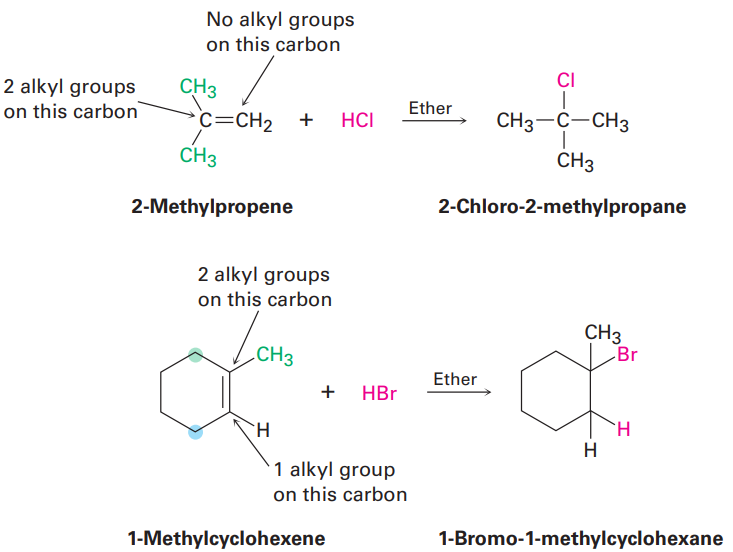 No alkyl groups
on this carbon
2 alkyl groups
on this carbon
CH3
C=CH2 + HCl Ether CH3—C—CH3
Cl
CH3
CH3
2-Methylpropene 2-Chloro-2-methylpropane
2 alkyl groups
on this carbon
CH3
+ HBr Ether
H
CH3
Br
H
H
1 alkyl group
on this carbon
1-Methylcyclohexene 1-Bromo-1-methylcyclohexane